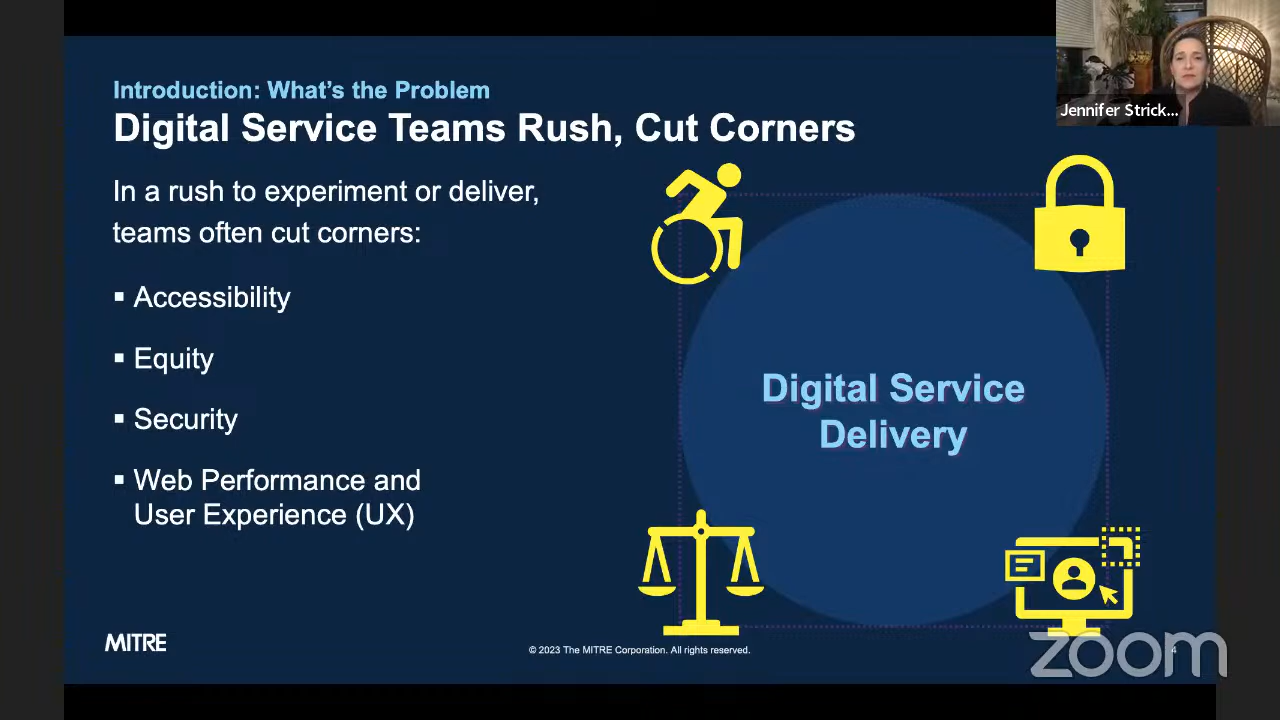 Introduction: What's the Problem
Digital Service Teams Rush, Cut Corners
Jennifer Strick...
In a rush to experiment or deliver,
teams often cut corners:
▪ Accessibility
▪ Equity
▪ Security
▪ Web Performance and
User Experience (UX)
Digital Service
Delivery
MITRE
© 2023 The MITRE Corporation. All rights reserved.
4
zoom